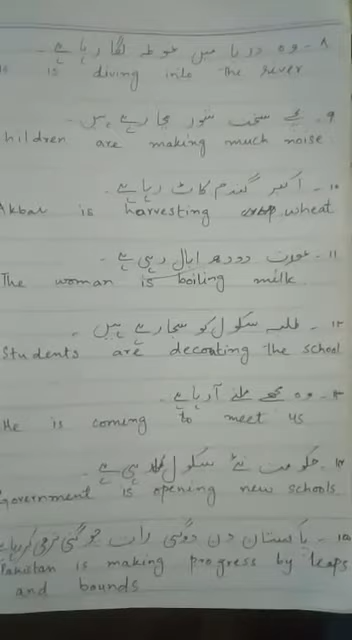 ۸ - وہ دریا میں غوطہ لگا رہا ہے -
is diving into the river
۹ - بچے سخت شور مچا رہے ہیں -
hildren are making much noise
۱۰ - اکبر گندم کاٹ رہا ہے -
Akbar is harvesting wheat
۱۱ - عورت دودھ ابال رہی ہے -
The woman is boiling milk
۱۲ - طلبہ سکول کو سجا رہے ہیں -
Students are decoating the school
۱۳ - وہ مجھے ملنے آ رہا ہے -
He is coming to meet us
۱۴ - حکومت نئے سکول رہی ہے -
Government is opening new schools
۱۵ - پاکستان دن دوگنی رات چوگنی ترقی کر رہا ہے
Pakistan is making progress by leaps
and bounds